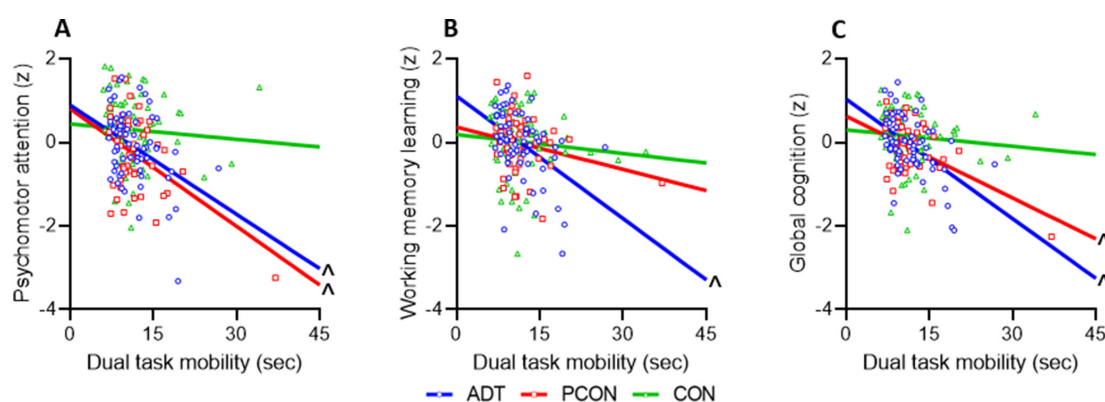 A
B
C
Psychomotor attention (z)
2
0
-2
-4
0
15
30
45
^
^
Dual task mobility (sec)
Working memory learning (z)
2
0
-2
-4
0
15
30
45
^
Dual task mobility (sec)
Global cognition (z)
2
0
-2
-4
0
15
30
45
^
^
Dual task mobility (sec)
ADT PCON CON